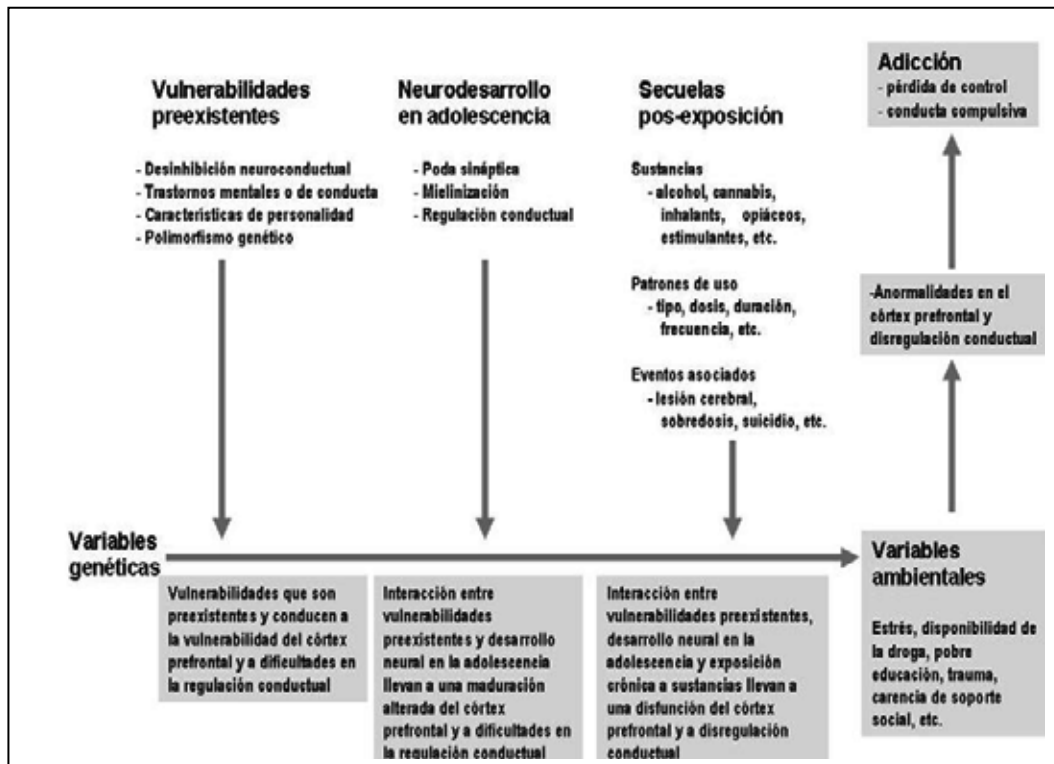 Vulnerabilidades
preexistentes
- Desinhibición neuroconductual
- Trastornos mentales o de conducta
- Características de personalidad
- Polimorfismo genético
Neurodesarrollo
en adolescencia
- Poda sináptica
- Mielinización
- Regulación conductual
Secuelas
pos-exposición
Sustancias
- alcohol, cannabis,
inhalants, opiáceos,
estimulantes, etc.
Patrones de uso
- tipo, dosis, duración,
frecuencia, etc.
Eventos asociados
- lesión cerebral,
sobredosis, suicidio, etc.
Adicción
- pérdida de control
- conducta compulsiva
-Anormalidades en el
córtex prefrontal y
disregulación conductual
Variables
genéticas
Vulnerabilidades que son
preexistentes y conducen a
la vulnerabilidad del córtex
prefrontal y a dificultades en
la regulación conductual
Interacción entre
vulnerabilidades
preexistentes y desarrollo
neural en la adolescencia
llevan a una maduración
alterada del córtex
prefrontal y a dificultades en
la regulación conductual
Interacción entre
vulnerabilidades preexistentes,
desarrollo neural en la
adolescencia y exposición
crónica a sustancias llevan a
una disfunción del córtex
prefrontal y a disregulación
conductual
Variables
ambientales
Estrés, disponibilidad de
la droga, pobre
educación, trauma,
carencia de soporte
social, etc.